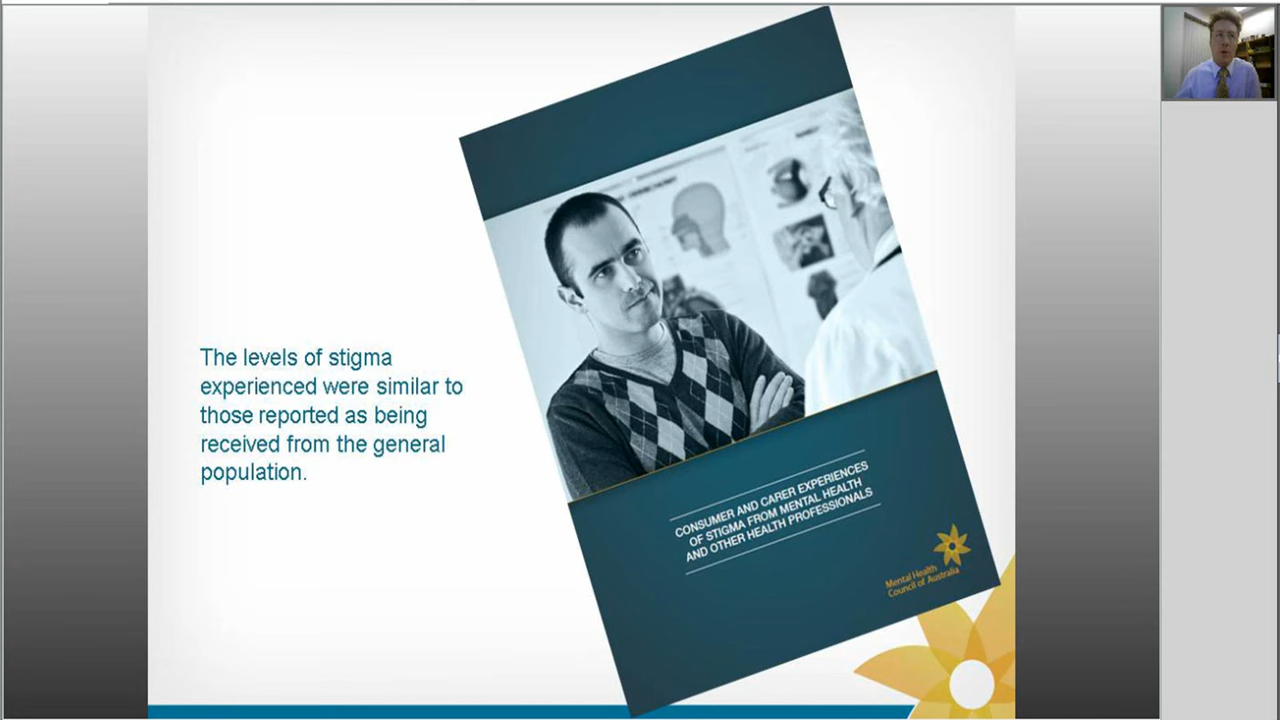 The levels of stigma
experienced were similar to
those reported as being
received from the general
population.
CONSUMER AND CARER EXPERIENCES
OF STIGMA FROM MENTAL HEALTH
AND OTHER HEALTH PROFESSIONALS
Mental Health
Council of Australia